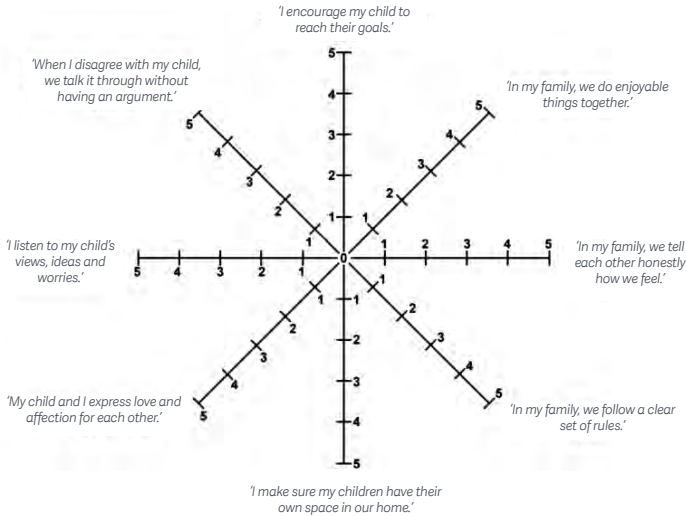 ‘I encourage my child to
reach their goals.’
‘When I disagree with my child,
we talk it through without
having an argument.’
‘In my family, we do enjoyable
things together.’
5
4
3
2
1
5
4
3
2
1
5
4
3
2
1
‘I listen to my child’s
views, ideas and
worries.’
5 4 3 2 1 0 1 2 3 4 5
‘In my family, we tell
each other honestly
how we feel.’
1
2
3
4
5
1
2
3
4
5
1
2
3
4
5
‘My child and I express love and
affection for each other.’
‘In my family, we follow a clear
set of rules.’
‘I make sure my children have their
own space in our home.’